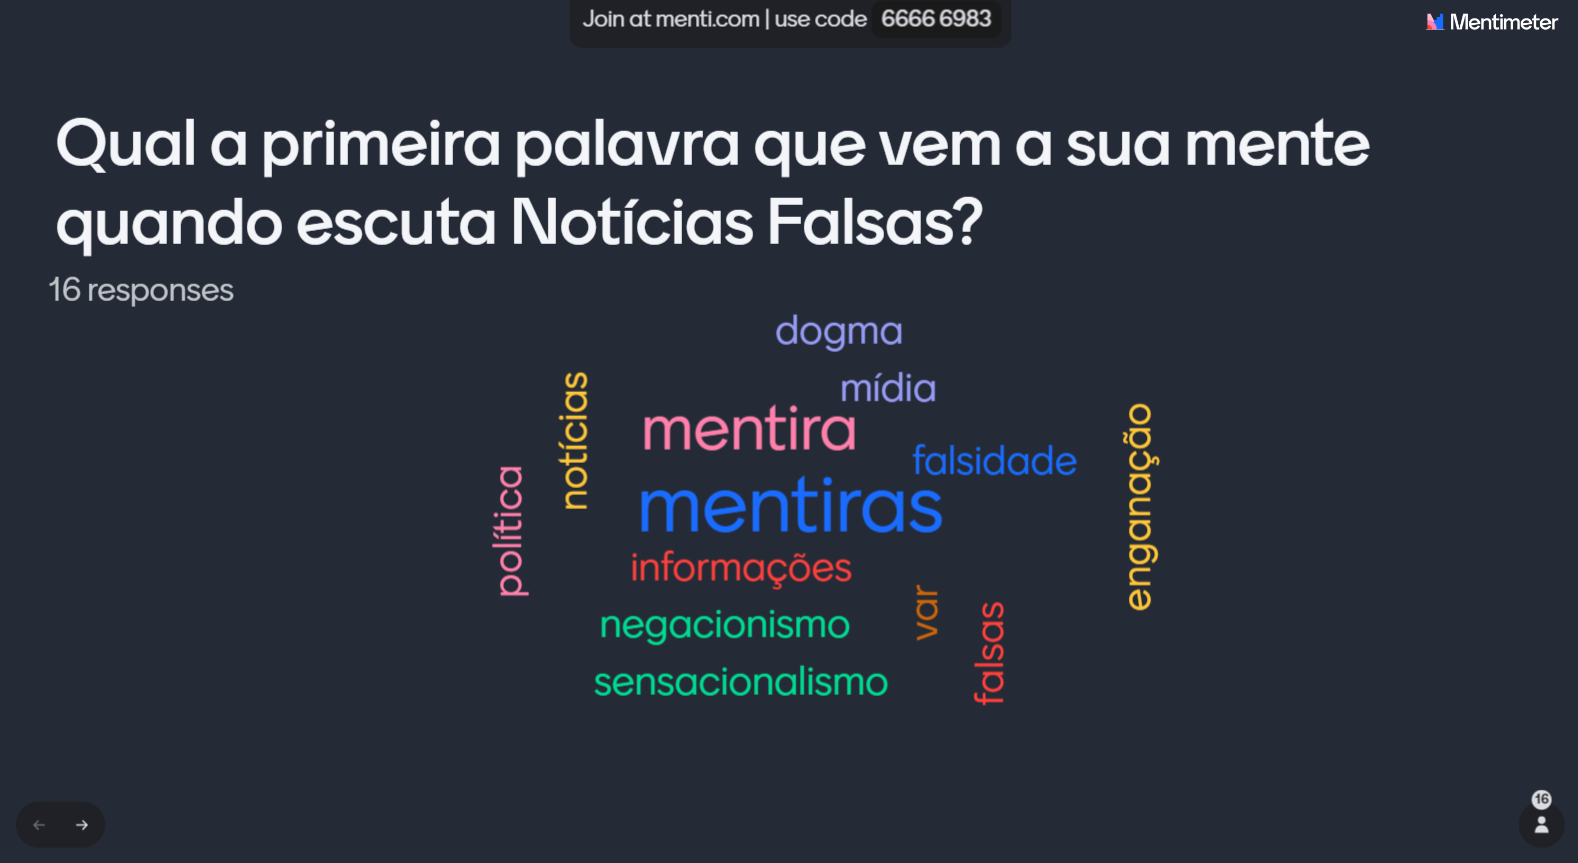 Join at menti.com | use code 6666 6983
Mentimeter
Qual a primeira palavra que vem a sua mente
quando escuta Notícias Falsas?
16 responses
dogma
mídia
notícias
mentira
falsidade
enganação
política
mentiras
informações
var
falsas
negacionismo
sensacionalismo
16